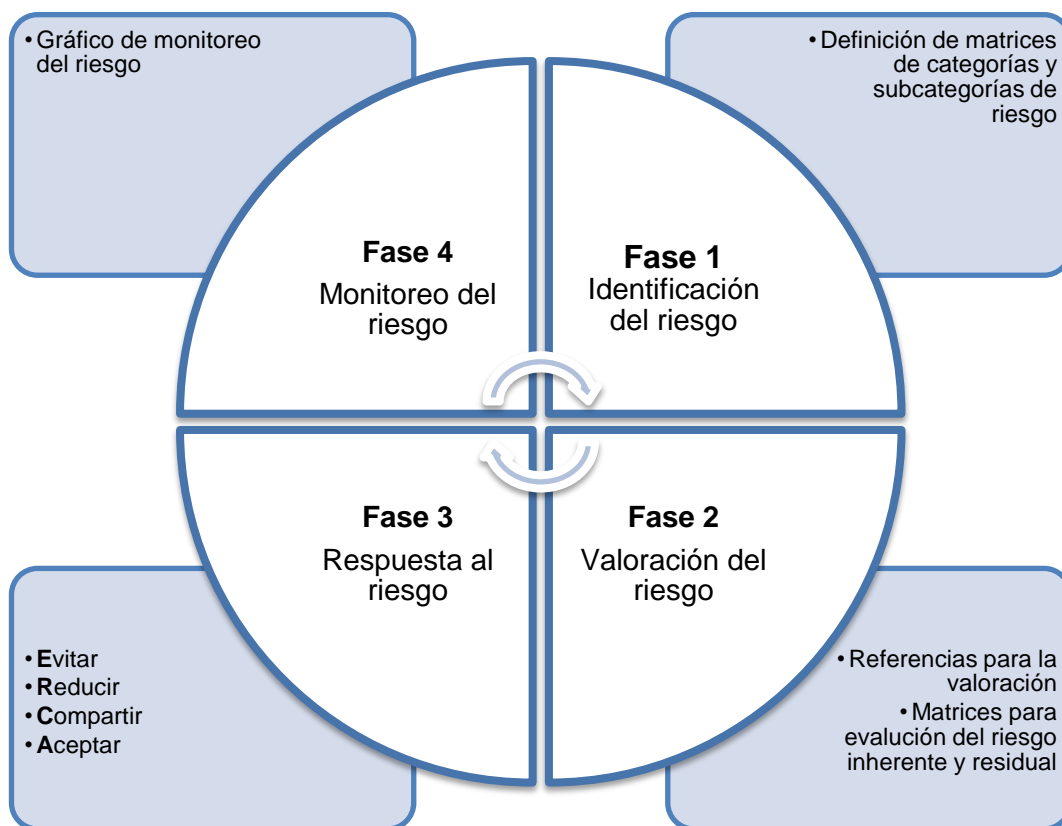 • Gráfico de monitoreo
del riesgo
• Definición de matrices
de categorías y
subcategorías de
riesgo
Fase 4
Monitoreo del
riesgo
Fase 1
Identificación
del riesgo
Fase 3
Respuesta al
riesgo
Fase 2
Valoración del
riesgo
• Evitar
• Reducir
• Compartir
• Aceptar
• Referencias para la
valoración
• Matrices para
evalución del riesgo
inherente y residual